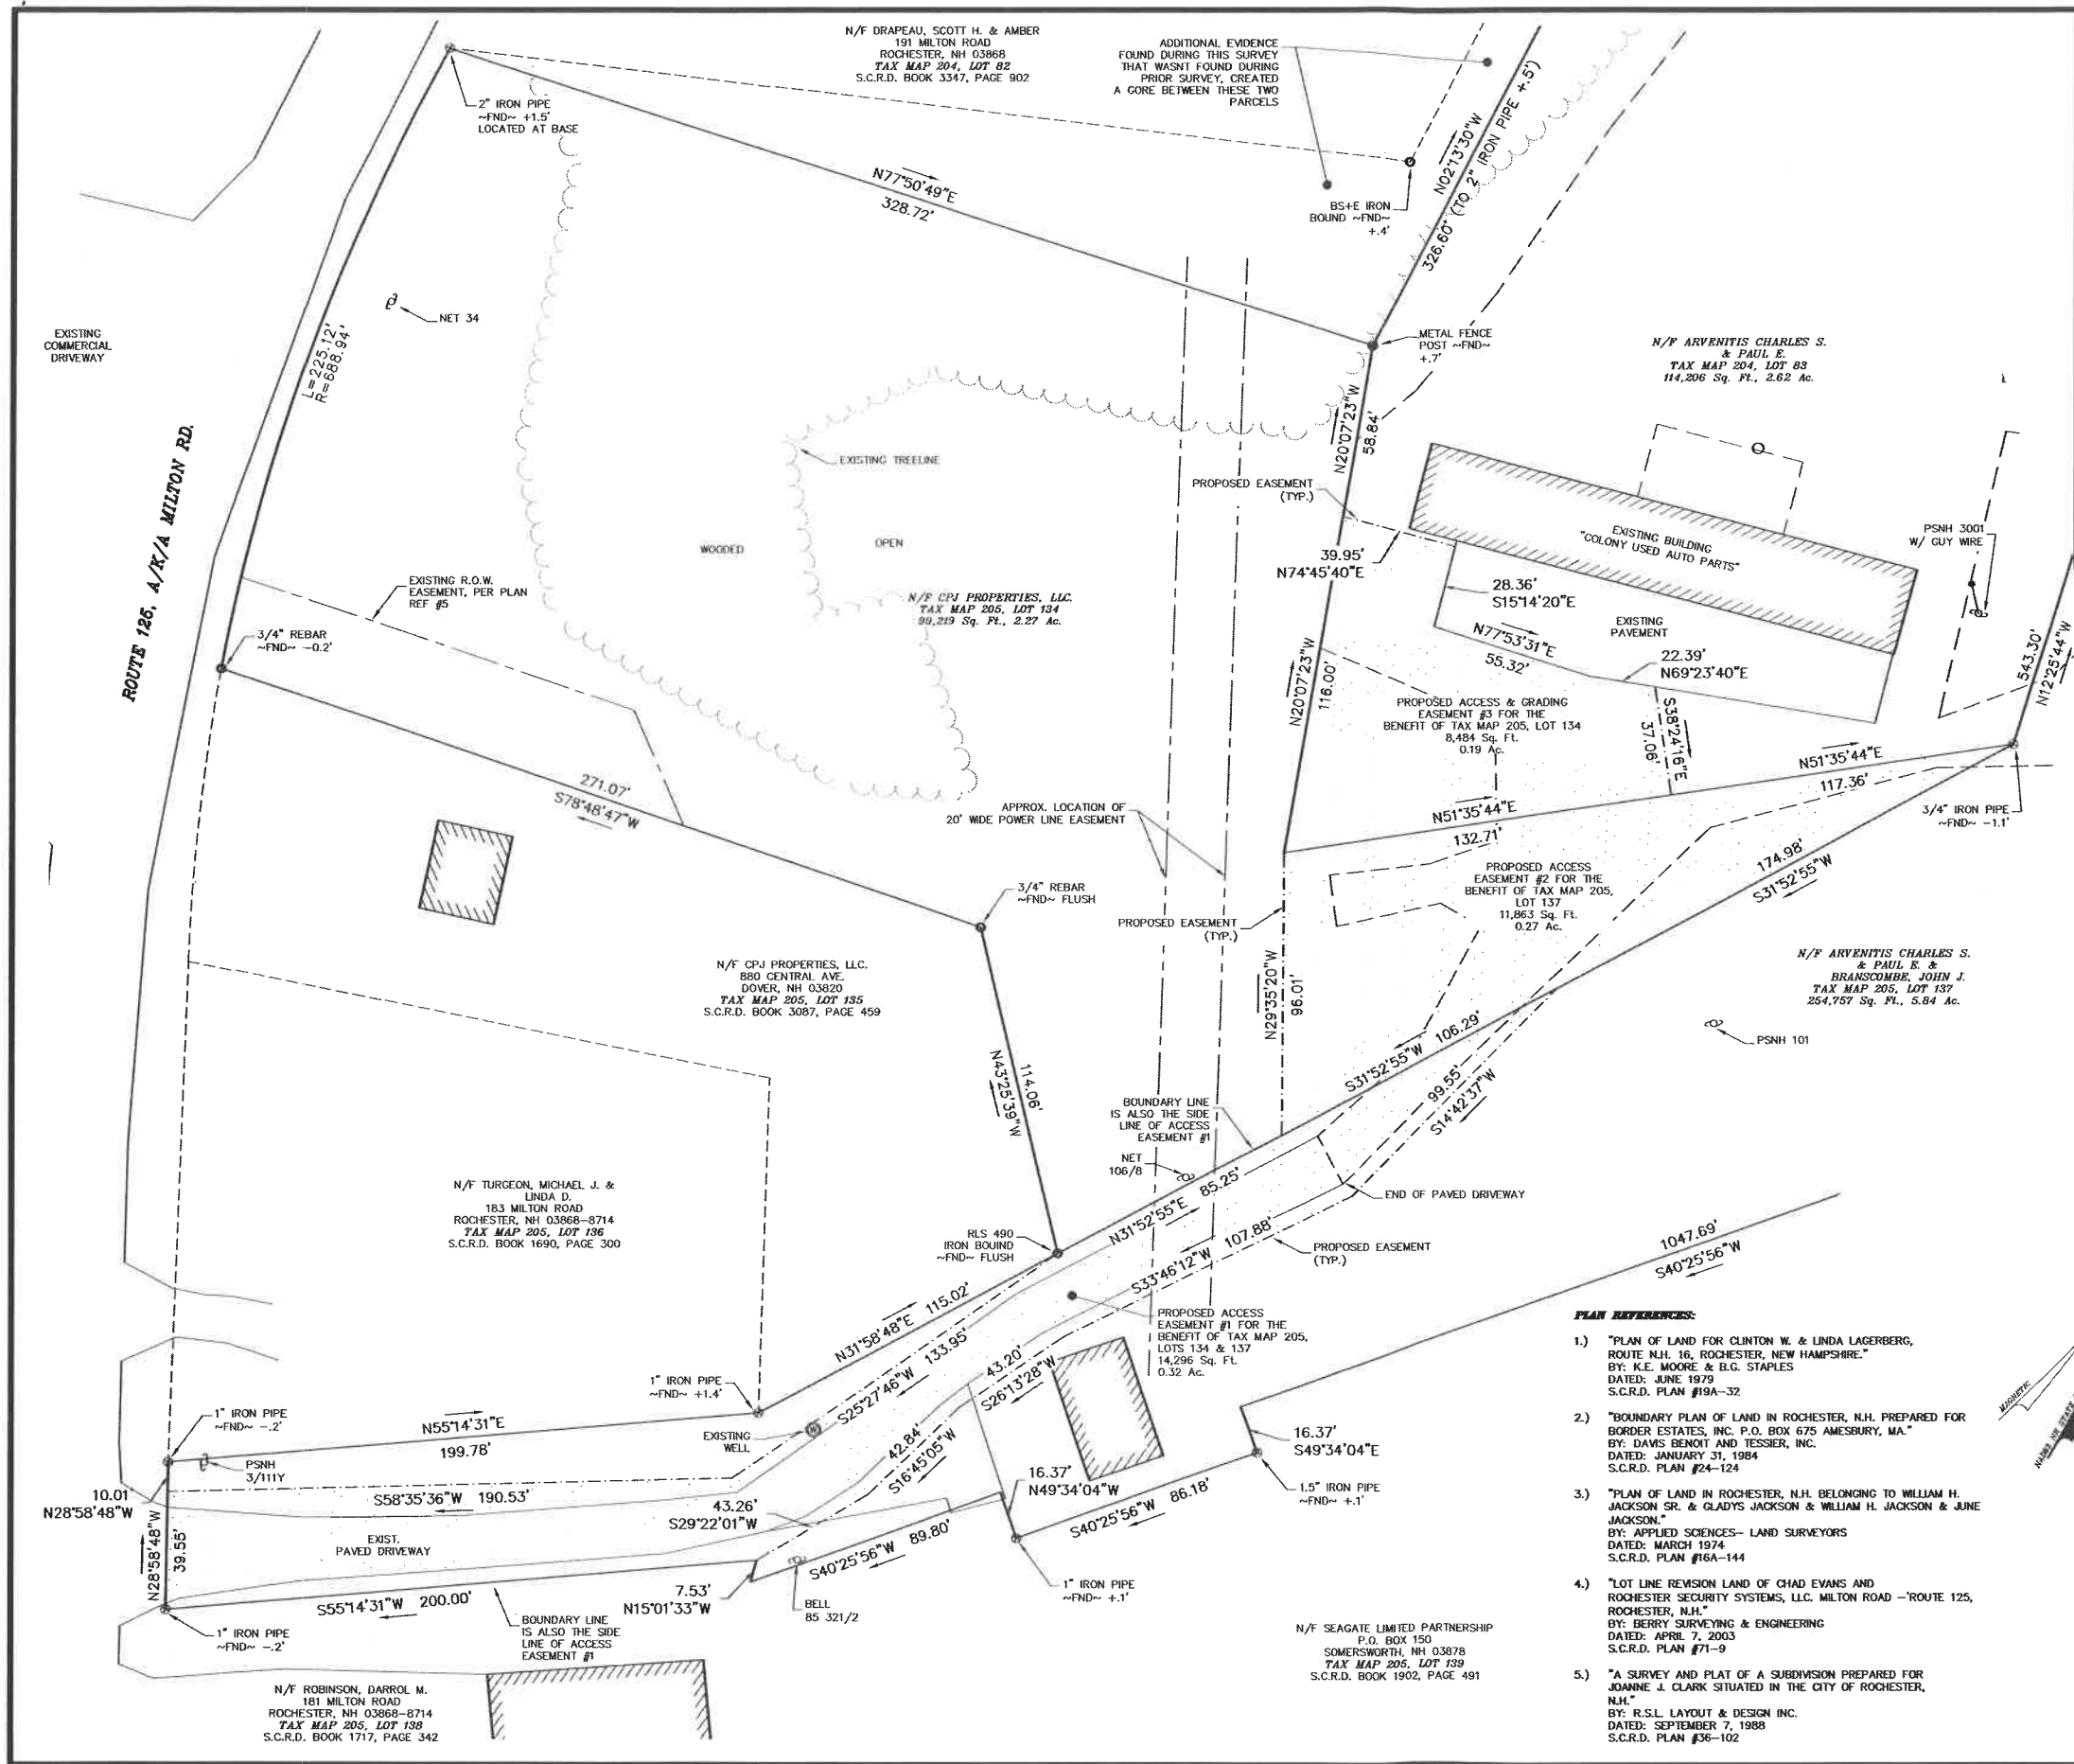 N/F DRAPEAU, SCOTT H. & AMBER
191 MILTON ROAD
ROCHESTER, NH 03868
TAX MAP 204, LOT 82
S.C.R.D. BOOK 3347, PAGE 902
ADDITIONAL EVIDENCE
FOUND DURING THIS SURVEY
THAT WASNT FOUND DURING
PRIOR SURVEY, CREATED
A GORE BETWEEN THESE TWO
PARCELS
2" IRON PIPE
~FND~ +1.5'
LOCATED AT BASE
N77°50'49"E
328.72'
BS+E IRON
BOUND ~FND~
+.4'
N02°13'30"W
326.60' (TO 2" IRON PIPE +.5')
NET 34
EXISTING
COMMERCIAL
DRIVEWAY
L=225.12'
R=688.94'
METAL FENCE
POST ~FND~
+.7'
N/F ARVENITIS CHARLES S.
& PAUL E.
TAX MAP 204, LOT 83
114,206 Sq. Ft., 2.62 Ac.
ROUTE 125, A/K/A MILTON RD.
N20°07'23"W
58.84'
EXISTING TREELINE
PROPOSED EASEMENT
(TYP.)
WOODED
OPEN
EXISTING BUILDING
"COLONY USED AUTO PARTS"
PSNH 3001
W/ GUY WIRE
39.95'
N74°45'40"E
28.36'
S15°14'20"E
EXISTING R.O.W.
EASEMENT, PER PLAN
REF #5
N/F CPJ PROPERTIES, LLC.
TAX MAP 205, LOT 134
99,219 Sq. Ft., 2.27 Ac.
EXISTING
PAVEMENT
3/4" REBAR
~FND~ -0.2'
N77°53'31"E
55.32'
22.39'
N69°23'40"E
543.30'
N12°25'44"W
N20°07'23"W
116.00'
PROPOSED ACCESS & GRADING
EASEMENT #3 FOR THE
BENEFIT OF TAX MAP 205, LOT 134
8,484 Sq. Ft.
0.19 Ac.
S38°24'16"E
37.06'
N51°35'44"E
117.36'
271.07'
S78°48'47"W
APPROX. LOCATION OF
20' WIDE POWER LINE EASEMENT
N51°35'44"E
132.71'
3/4" IRON PIPE
~FND~ -1.1'
174.98'
S31°52'55"W
3/4" REBAR
~FND~ FLUSH
PROPOSED ACCESS
EASEMENT #2 FOR THE
BENEFIT OF TAX MAP 205,
LOT 137
11,863 Sq. Ft.
0.27 Ac.
PROPOSED EASEMENT
(TYP.)
N/F CPJ PROPERTIES, LLC.
880 CENTRAL AVE.
DOVER, NH 03820
TAX MAP 205, LOT 135
S.C.R.D. BOOK 3087, PAGE 459
N29°35'20"W
96.01'
N/F ARVENITIS CHARLES S.
& PAUL E. &
BRANSCOMBE, JOHN J.
TAX MAP 205, LOT 137
254,757 Sq. Ft., 5.84 Ac.
PSNH 101
114.06'
N43°25'39"W
S31°52'55"W 106.29'
99.55'
S14°42'37"W
BOUNDARY LINE
IS ALSO THE SIDE
LINE OF ACCESS
EASEMENT #1
NET
106/8
END OF PAVED DRIVEWAY
N/F TURGEON, MICHAEL J. &
LINDA D.
183 MILTON ROAD
ROCHESTER, NH 03868-8714
TAX MAP 205, LOT 136
S.C.R.D. BOOK 1690, PAGE 300
N31°52'55"E 85.25'
RLS 490
IRON BOUND
~FND~ FLUSH
S33°46'12"W 107.88'
PROPOSED EASEMENT
(TYP.)
1047.69'
S40°25'56"W
PROPOSED ACCESS
EASEMENT #1 FOR THE
BENEFIT OF TAX MAP 205,
LOTS 134 & 137
14,296 Sq. Ft.
0.32 Ac.
N31°58'48"E 115.02'
S25°27'46"W 133.95'
43.20'
S26°13'28"W
1" IRON PIPE
~FND~ +1.4'
1" IRON PIPE
~FND~ -.2'
N55°14'31"E
199.78'
EXISTING
WELL
42.84'
S16°45'05"W
16.37'
S49°34'04"E
PSNH
3/111Y
10.01
N28°58'48"W
S58°35'36"W 190.53'
43.26'
S29°22'01"W
16.37'
N49°34'04"W
1.5" IRON PIPE
~FND~ +.1'
S40°25'56"W 86.18'
N28°58'48"W
39.55'
EXIST.
PAVED DRIVEWAY
S40°25'56"W 89.80'
1" IRON PIPE
~FND~ +.1'
S55°14'31"W 200.00'
7.53'
N15°01'33"W
BELL
85 321/2
1" IRON PIPE
~FND~ -.2'
BOUNDARY LINE
IS ALSO THE SIDE
LINE OF ACCESS
EASEMENT #1
N/F ROBINSON, DARROL M.
181 MILTON ROAD
ROCHESTER, NH 03868-8714
TAX MAP 205, LOT 138
S.C.R.D. BOOK 1717, PAGE 342
N/F SEAGATE LIMITED PARTNERSHIP
P.O. BOX 150
SOMERSWORTH, NH 03878
TAX MAP 205, LOT 139
S.C.R.D. BOOK 1902, PAGE 491
PLAN REFERENCES:
1.) "PLAN OF LAND FOR CLINTON W. & LINDA LAGERBERG,
ROUTE N.H. 16, ROCHESTER, NEW HAMPSHIRE."
BY: K.E. MOORE & B.G. STAPLES
DATED: JUNE 1979
S.C.R.D. PLAN #19A-32
2.) "BOUNDARY PLAN OF LAND IN ROCHESTER, N.H. PREPARED FOR
BORDER ESTATES, INC. P.O. BOX 675 AMESBURY, MA."
BY: DAVIS BENOIT AND TESSIER, INC.
DATED: JANUARY 31, 1984
S.C.R.D. PLAN #24-124
3.) "PLAN OF LAND IN ROCHESTER, N.H. BELONGING TO WILLIAM H.
JACKSON SR. & GLADYS JACKSON & WILLIAM H. JACKSON & JUNE
JACKSON."
BY: APPLIED SCIENCES- LAND SURVEYORS
DATED: MARCH 1974
S.C.R.D. PLAN #16A-144
4.) "LOT LINE REVISION LAND OF CHAD EVANS AND
ROCHESTER SECURITY SYSTEMS, LLC. MILTON ROAD -'ROUTE 125,
ROCHESTER, N.H."
BY: BERRY SURVEYING & ENGINEERING
DATED: APRIL 7, 2003
S.C.R.D. PLAN #71-9
5.) "A SURVEY AND PLAT OF A SUBDIVISION PREPARED FOR
JOANNE J. CLARK SITUATED IN THE CITY OF ROCHESTER,
N.H."
BY: R.S.L. LAYOUT & DESIGN INC.
DATED: SEPTEMBER 7, 1988
S.C.R.D. PLAN #36-102
MAGNETIC